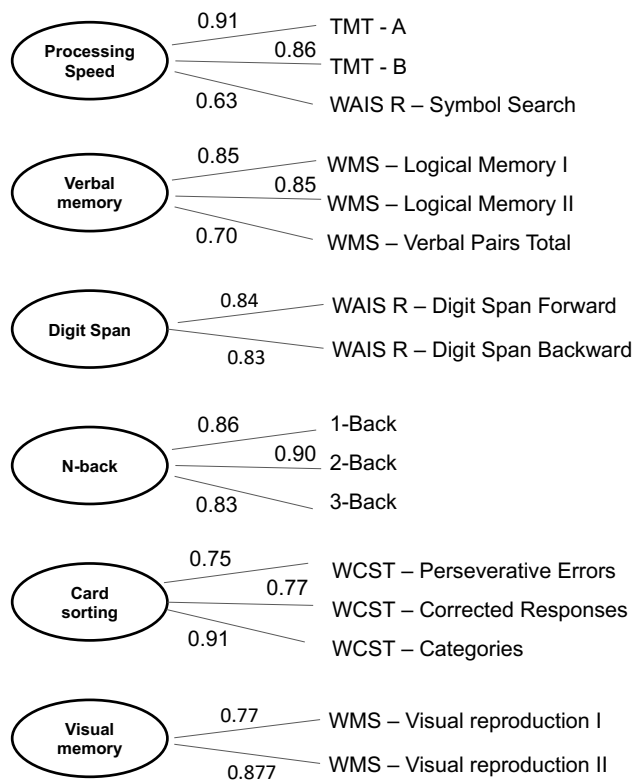 0.91
TMT - A
Processing
Speed
0.86
TMT - B
0.63
WAIS R – Symbol Search
0.85
WMS – Logical Memory I
Verbal
memory
0.85
WMS – Logical Memory II
0.70
WMS – Verbal Pairs Total
0.84
WAIS R – Digit Span Forward
Digit Span
0.83
WAIS R – Digit Span Backward
0.86
1-Back
N-back
0.90
2-Back
0.83
3-Back
0.75
WCST – Perseverative Errors
Card
sorting
0.77
WCST – Corrected Responses
0.91
WCST – Categories
0.77
WMS – Visual reproduction I
Visual
memory
0.877
WMS – Visual reproduction II